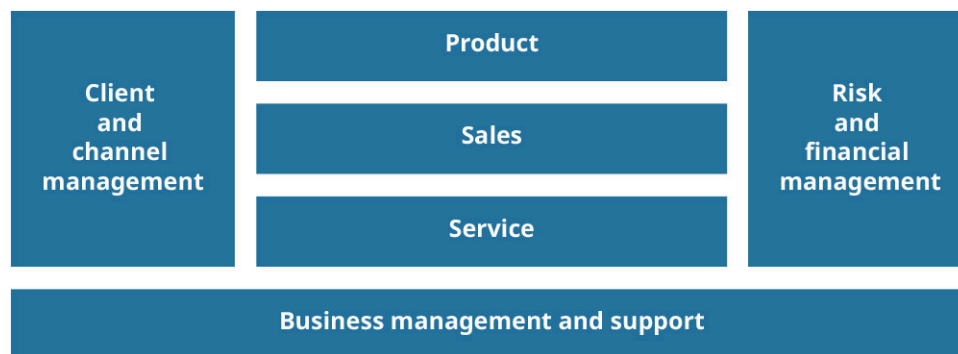 Client
and
channel
management
Product
Sales
Service
Risk
and
financial
management
Business management and support